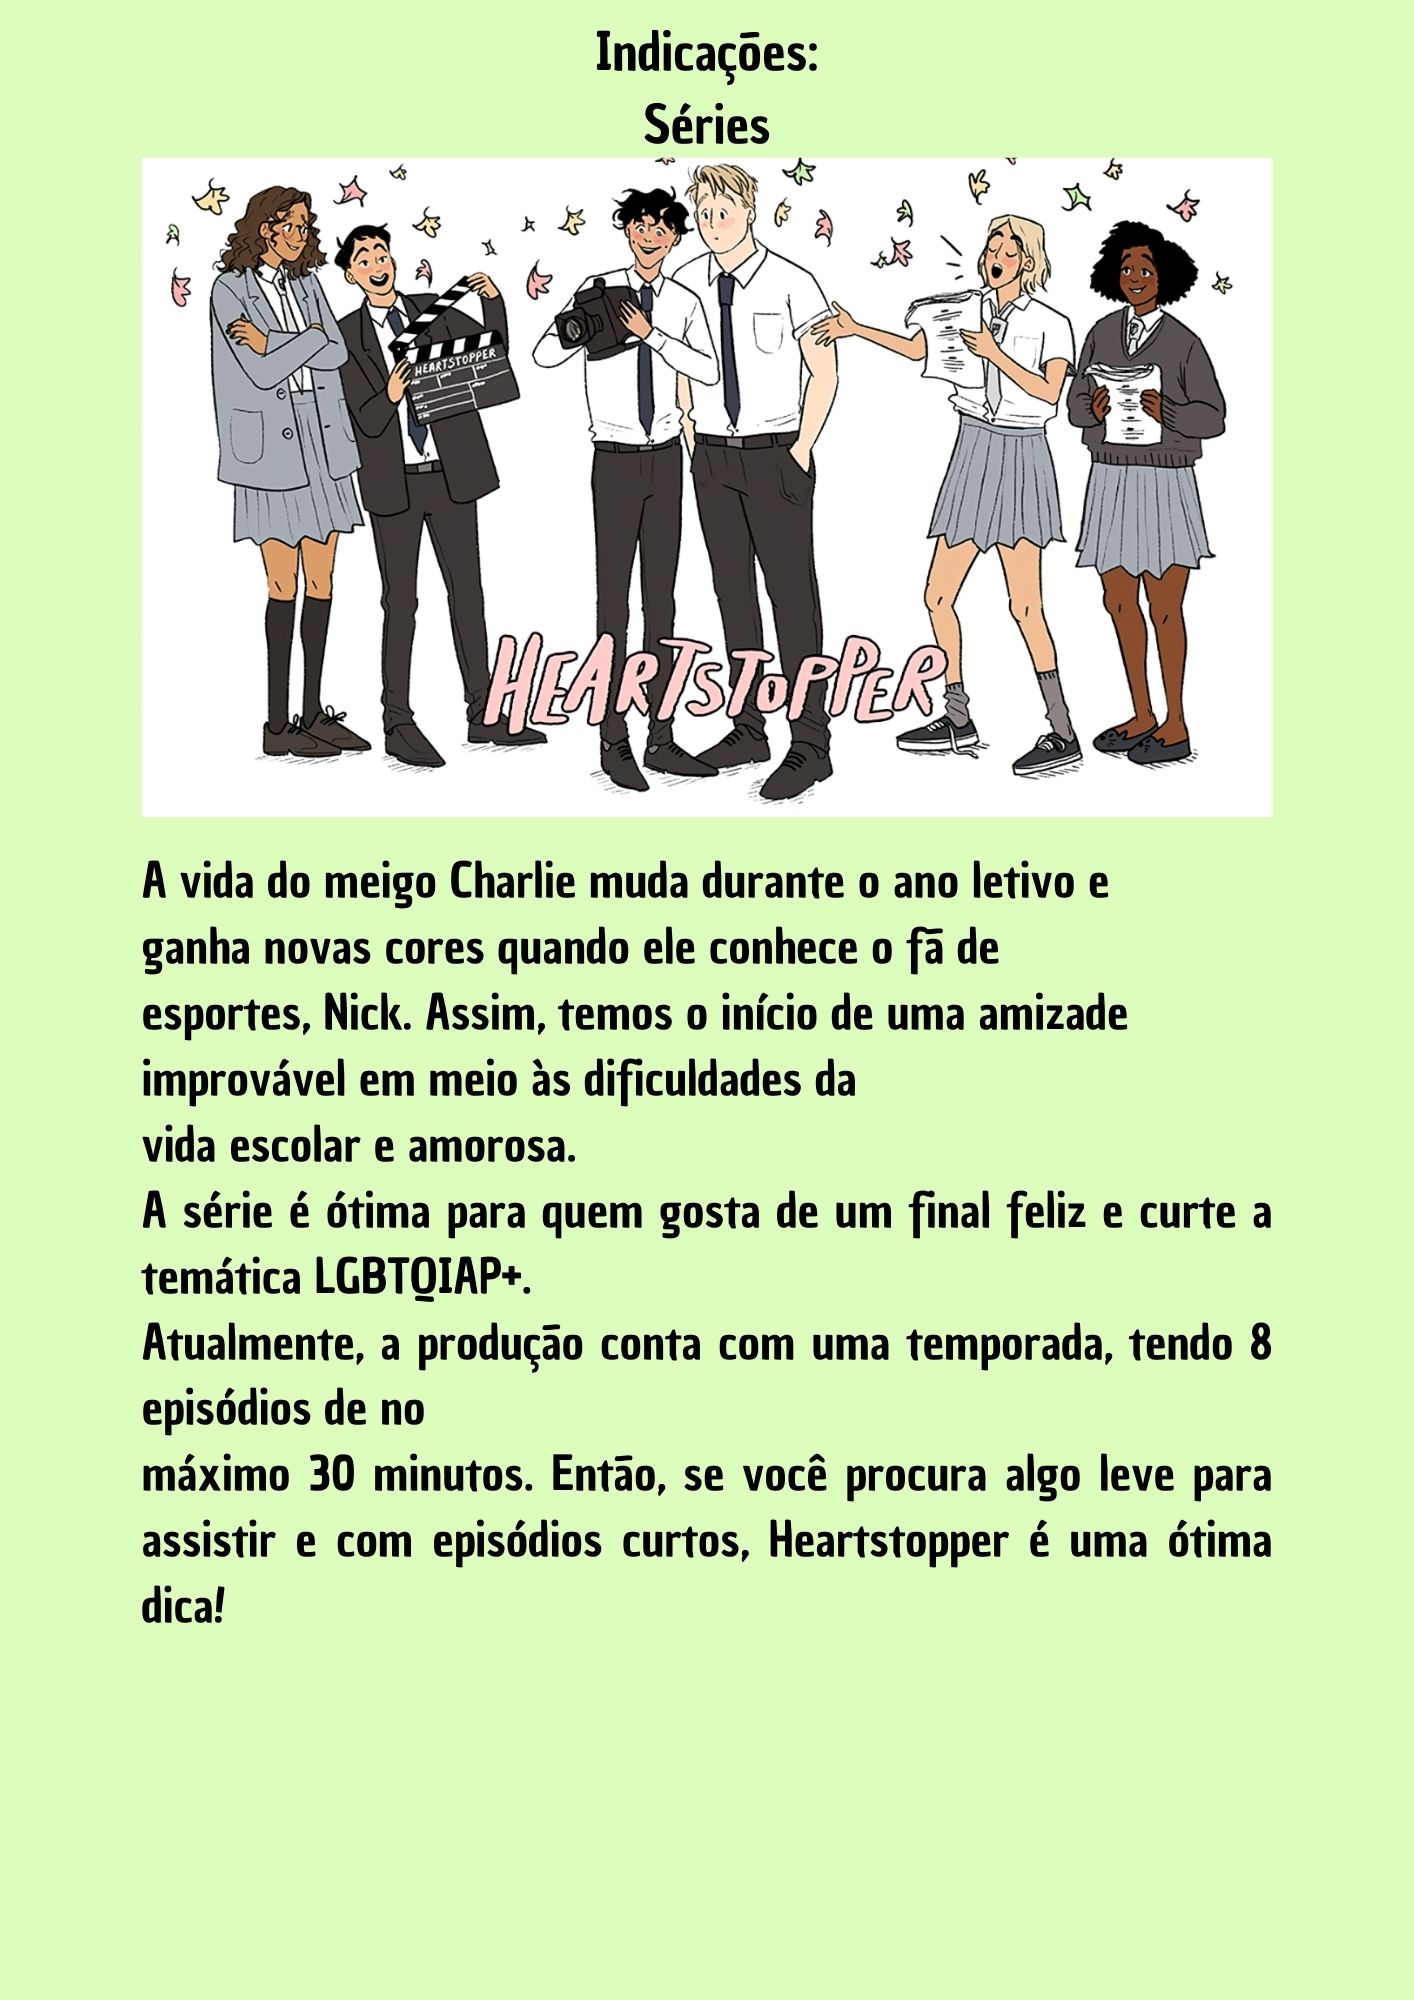 Indicações:
Séries
HEARTSTOPPER
HEARTSTOPPER
A vida do meigo Charlie muda durante o ano letivo e
ganha novas cores quando ele conhece o fã de
esportes, Nick. Assim, temos o início de uma amizade
improvável em meio às dificuldades da
vida escolar e amorosa.
A série é ótima para quem gosta de um final feliz e curte a
temática LGBTQIAP+.
Atualmente, a produção conta com uma temporada, tendo 8
episódios de no
máximo 30 minutos. Então, se você procura algo leve para
assistir e com episódios curtos, Heartstopper é uma ótima
dica!